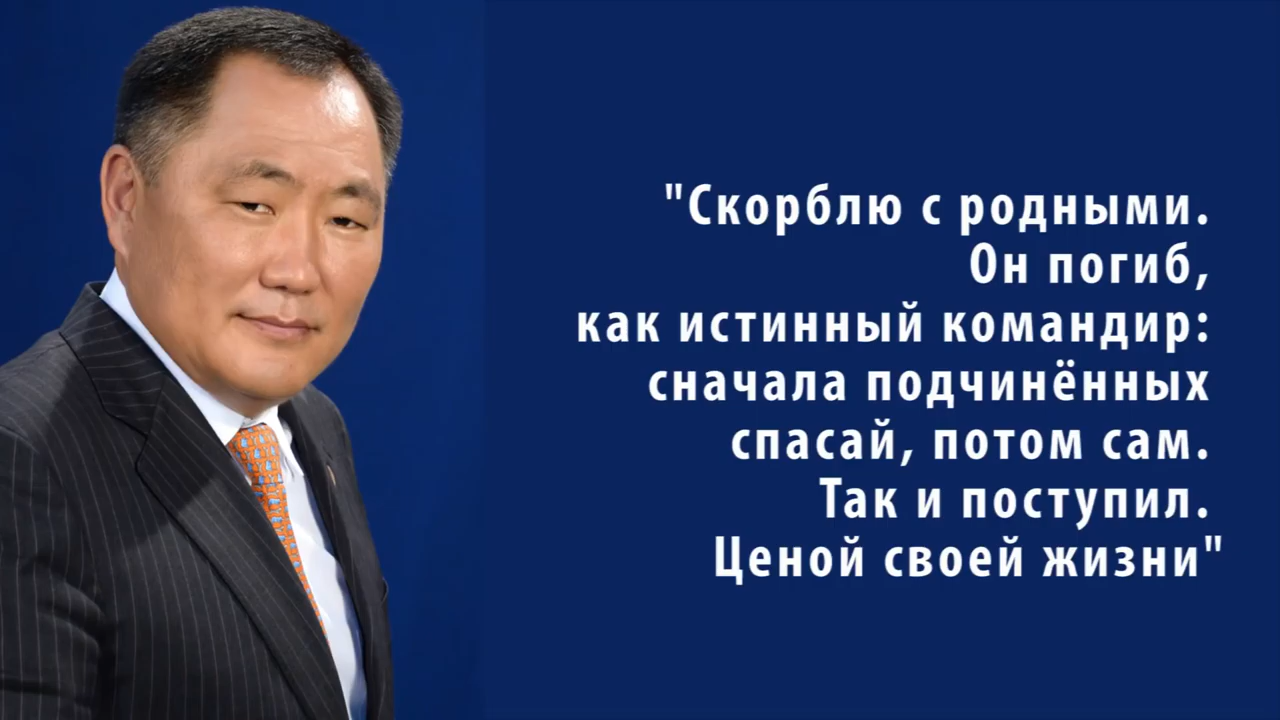 "Скорблю с родными.
Он погиб,
как истинный командир:
сначала подчинённых
спасай, потом сам.
Так и поступил.
Ценой своей жизни"